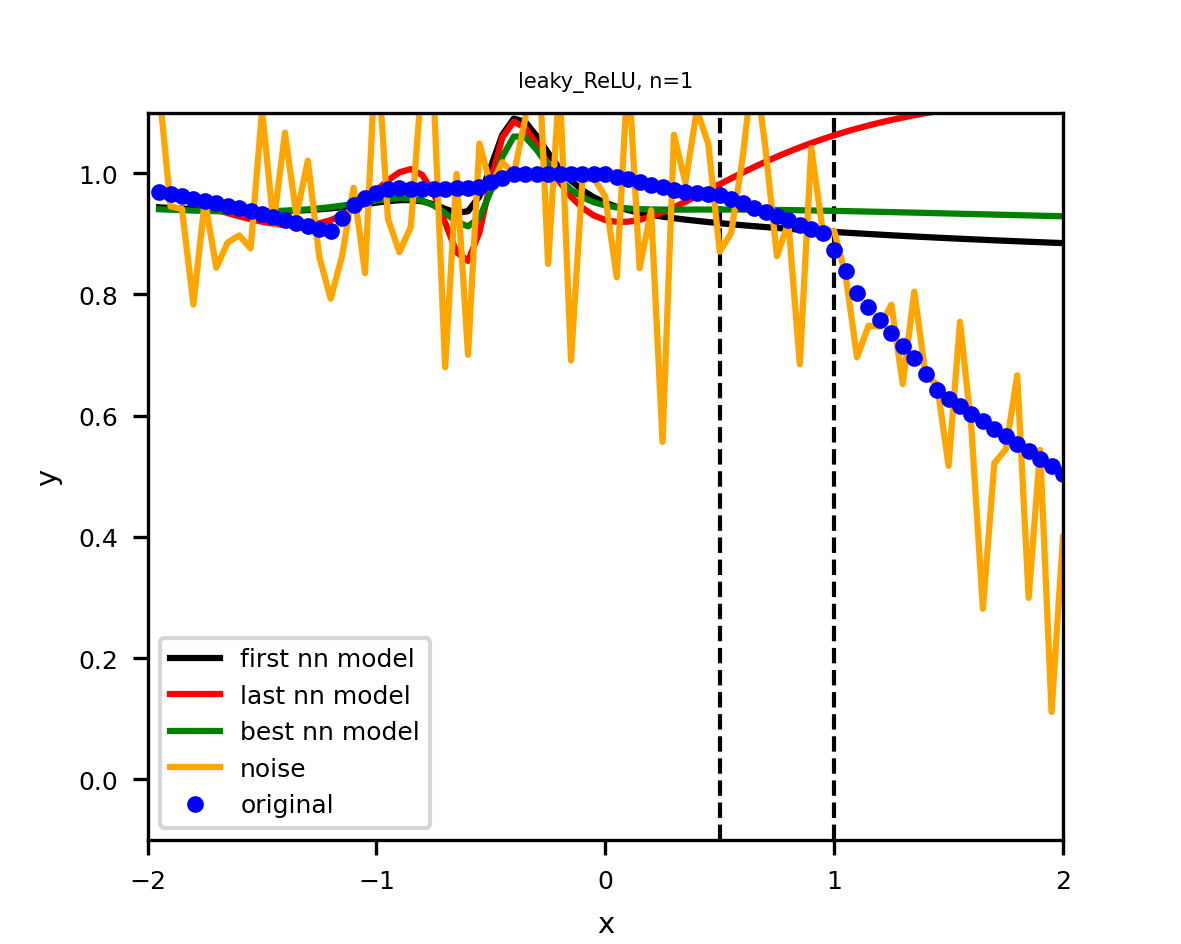 leaky_ReLU, n=1
y
1.0
0.8
0.6
0.4
0.2
0.0
first nn model
last nn model
best nn model
noise
original
−2 −1 0 1 2
x